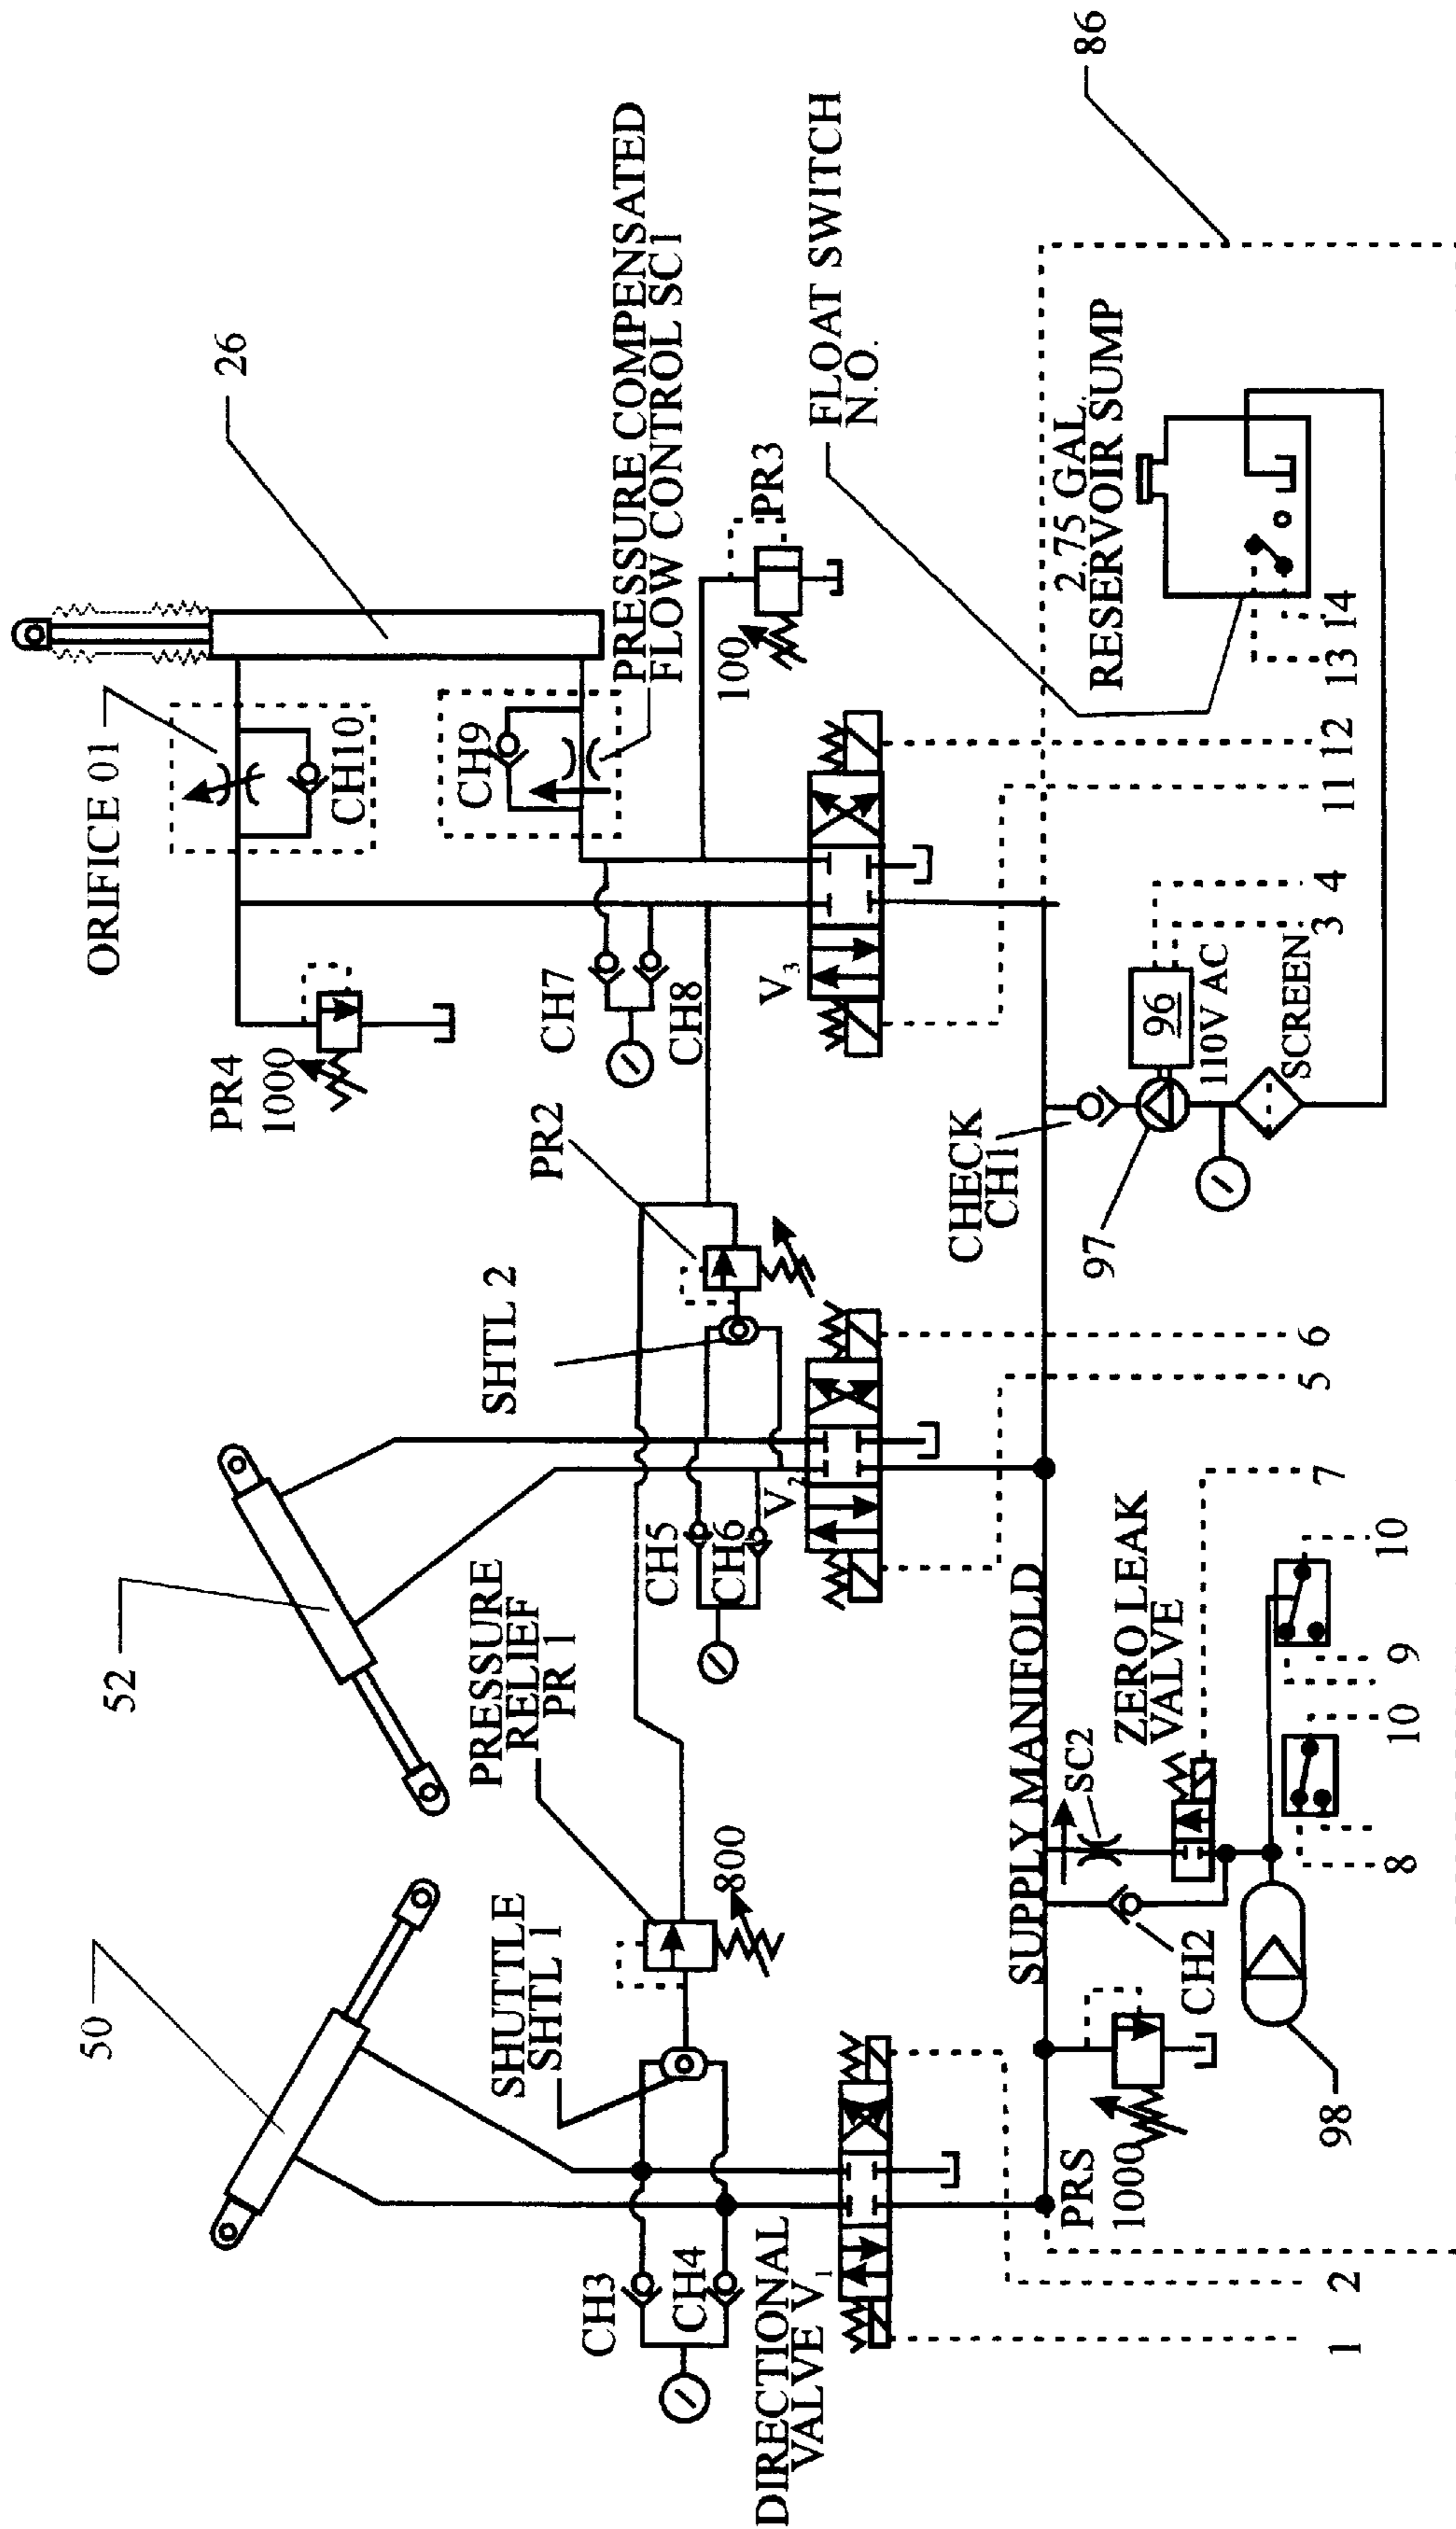 50
52
ORIFICE 01
26
PR4
1000
CH10
SHUTTLE
SHTL 1
PRESSURE
RELIEF
PR 1
SHTL 2
PR2
CH9
PRESSURE COMPENSATED
FLOW CONTROL SC1
CH3
CH4
800
CH5
CH6
CH7
CH8
100
PR3
DIRECTIONAL
VALVE V1
V2
V3
FLOAT SWITCH
N.O.
SUPPLY MANIFOLD
CHECK
CH1
PRS
1000
SC2
ZERO LEAK
VALVE
CH2
97
96
110V AC
SCREEN
2.75 GAL.
RESERVOIR SUMP
86
98
1
2
8
10
9
10
7
5
6
3
4
11
12
13
14